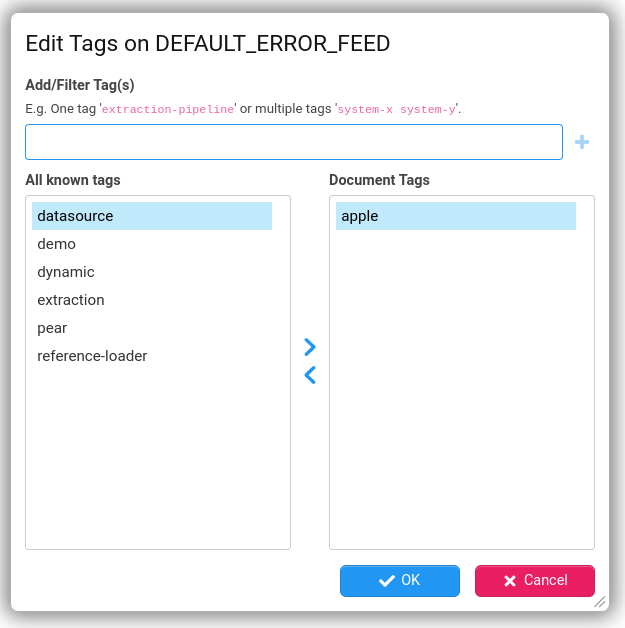 Edit Tags on DEFAULT_ERROR_FEED
Add/Filter Tag(s)
E.g. One tag 'extraction-pipeline' or multiple tags 'system-x system-y'.
All known tags
datasource
demo
dynamic
extraction
pear
reference-loader
Document Tags
apple
OK
Cancel